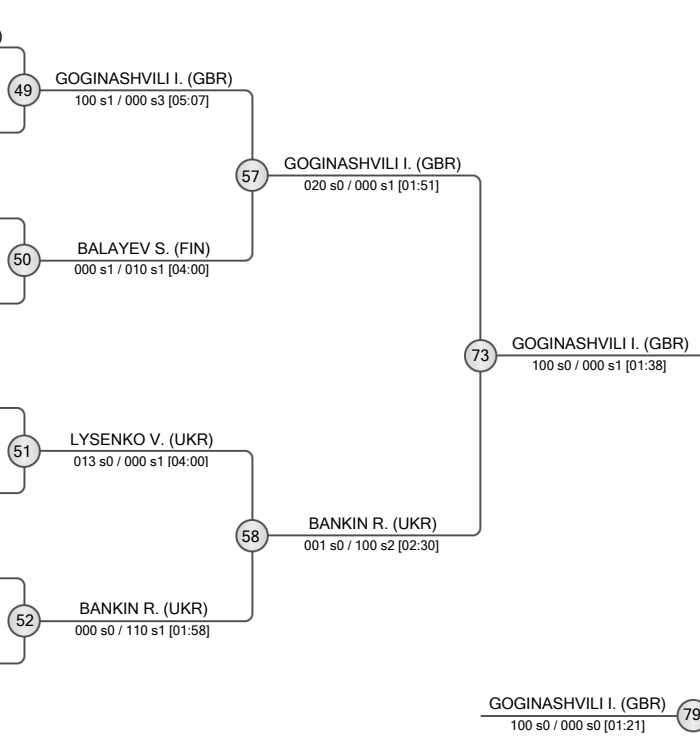 )
49
GOGINASHVILI I. (GBR)
100 s1 / 000 s3 [05:07]
57
GOGINASHVILI I. (GBR)
020 s0 / 000 s1 [01:51]
50
BALAYEV S. (FIN)
000 s1 / 010 s1 [04:00]
73
GOGINASHVILI I. (GBR)
100 s0 / 000 s1 [01:38]
51
LYSENKO V. (UKR)
013 s0 / 000 s1 [04:00]
58
BANKIN R. (UKR)
001 s0 / 100 s2 [02:30]
52
BANKIN R. (UKR)
000 s0 / 110 s1 [01:58]
GOGINASHVILI I. (GBR)
100 s0 / 000 s0 [01:21]
79